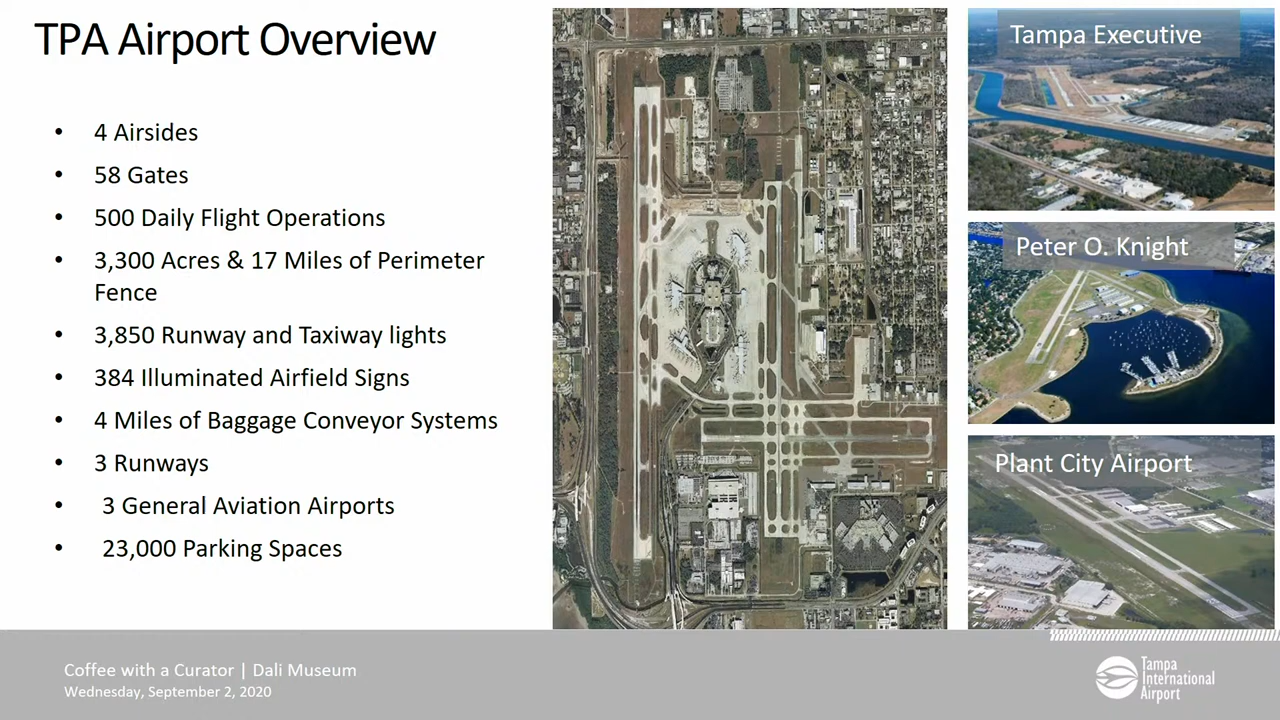 TPA Airport Overview
• 4 Airsides
• 58 Gates
• 500 Daily Flight Operations
• 3,300 Acres & 17 Miles of Perimeter
Fence
• 3,850 Runway and Taxiway lights
• 384 Illuminated Airfield Signs
• 4 Miles of Baggage Conveyor Systems
• 3 Runways
• 3 General Aviation Airports
• 23,000 Parking Spaces
Tampa Executive
Peter O. Knight
Plant City Airport
Coffee with a Curator | Dali Museum
Wednesday, September 2, 2020
Tampa
International
Airport